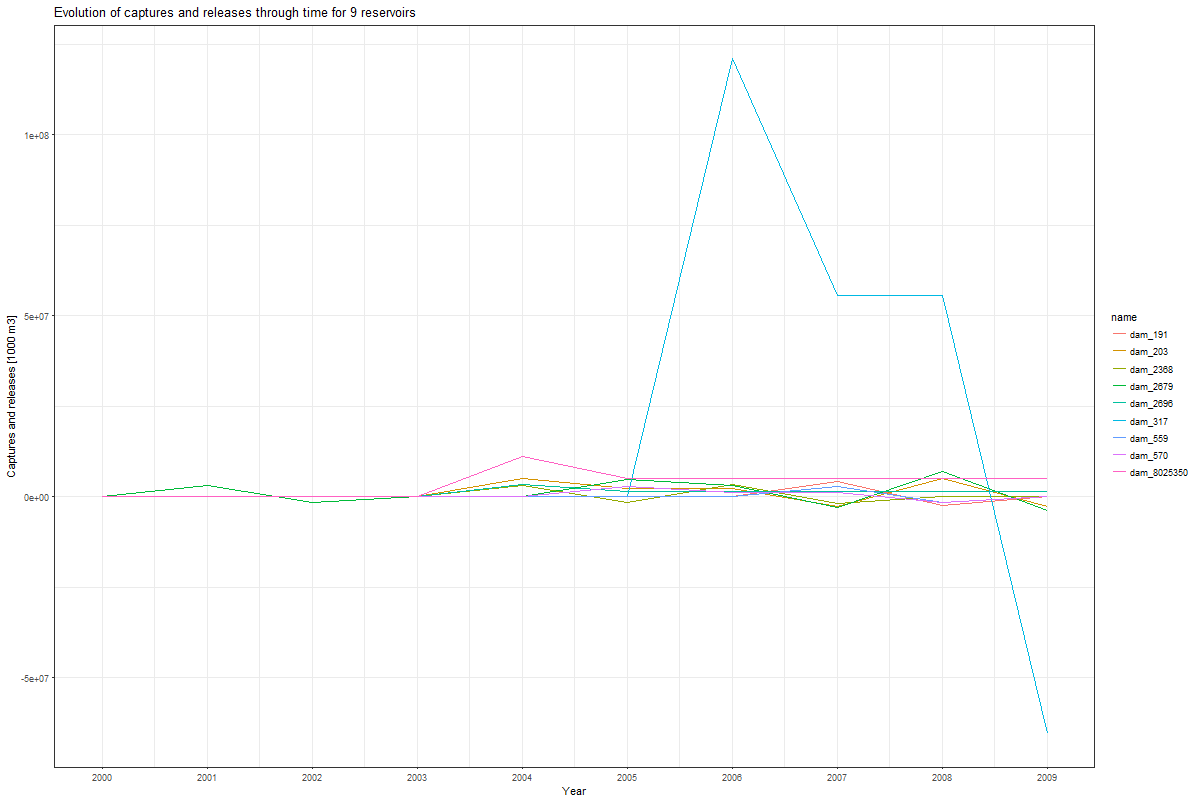 Evolution of captures and releases through time for 9 reservoirs
Captures and releases [1000 m3]
1e+08
5e+07
0e+00
-5e+07
2000 2001 2002 2003 2004 2005 2006 2007 2008 2009
Year
name
dam_191
dam_203
dam_2368
dam_2679
dam_2696
dam_317
dam_559
dam_570
dam_8025350